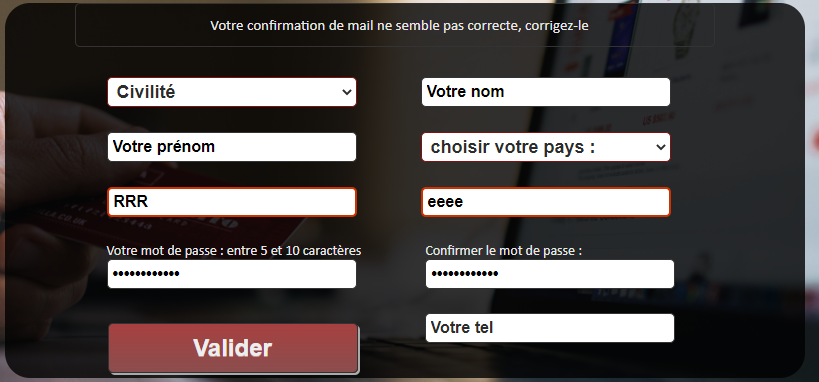 Votre confirmation de mail ne semble pas correcte, corrigez-le
Civilité
Votre nom
Votre prénom
choisir votre pays :
RRR
eeee
Votre mot de passe : entre 5 et 10 caractères
Confirmer le mot de passe :
••••••••••••
••••••••••••
Votre tel
Valider